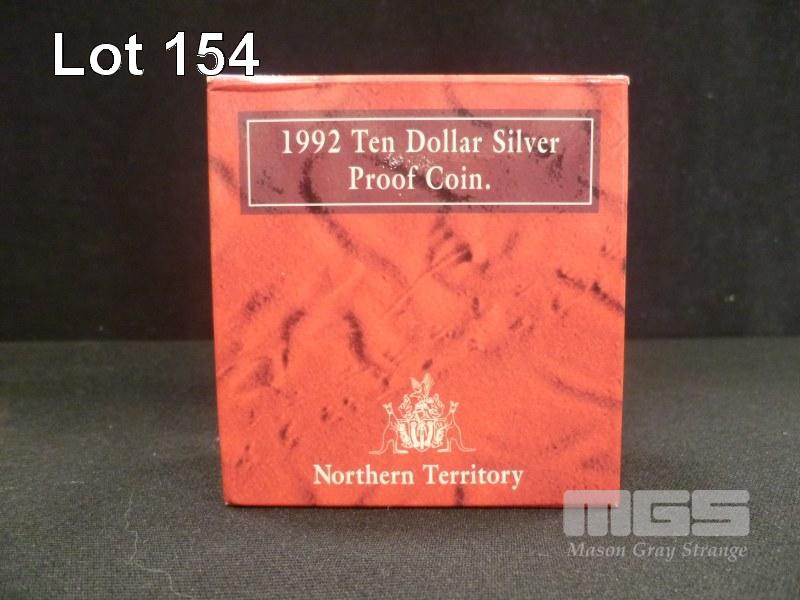 Lot 154
1992 Ten Dollar Silver
Proof Coin.
Northern Territory
MGS
Mason Gray Strange